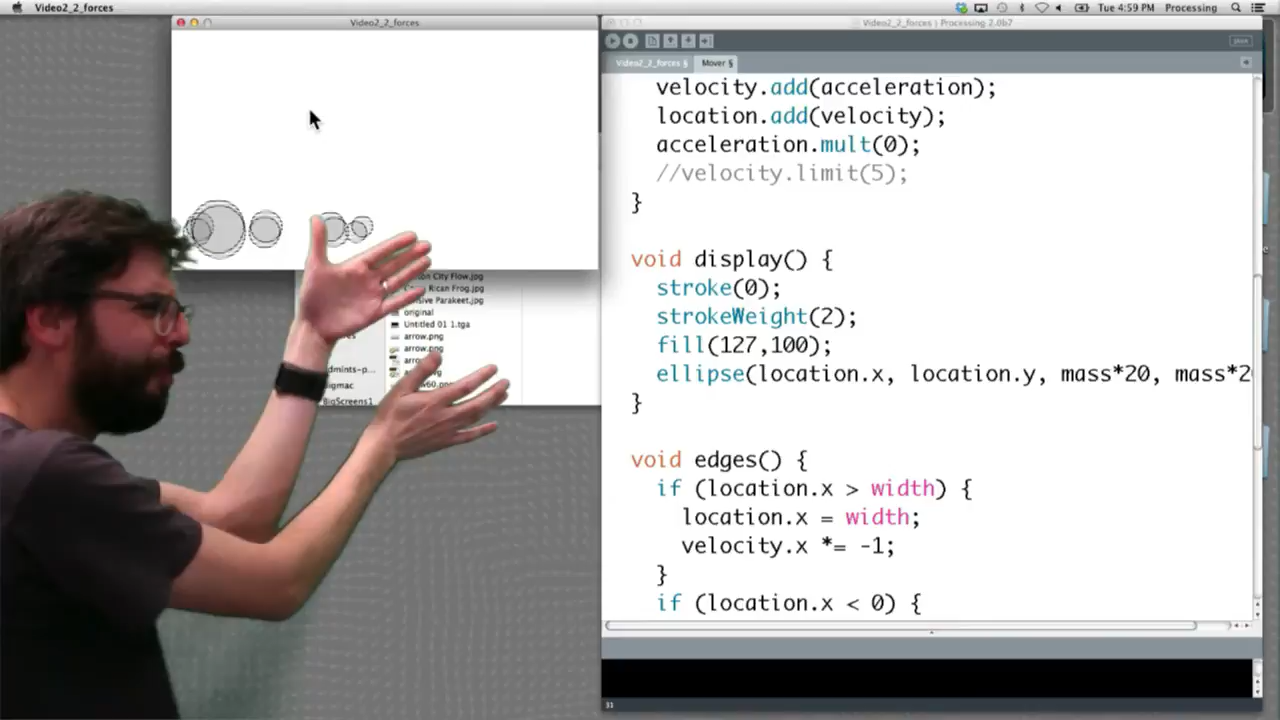 Video2_2_forces
Tue 4:59 PM Processing
Video2_2_forces
Video2_2_forces | Processing 2.0b7
Video2_2_forces §
Mover §
velocity.add(acceleration);
location.add(velocity);
acceleration.mult(0);
//velocity.limit(5);
}
void display() {
stroke(0);
strokeWeight(2);
fill(127,100);
ellipse(location.x, location.y, mass*20, mass*2
}
void edges() {
if (location.x > width) {
location.x = width;
velocity.x *= -1;
}
if (location.x < 0) {
City Flow.jpg
Rican Frog.jpg
Parakeet.jpg
original
Untitled 01 1.tga
arrow.png
arrow.png
BigScreens1
31